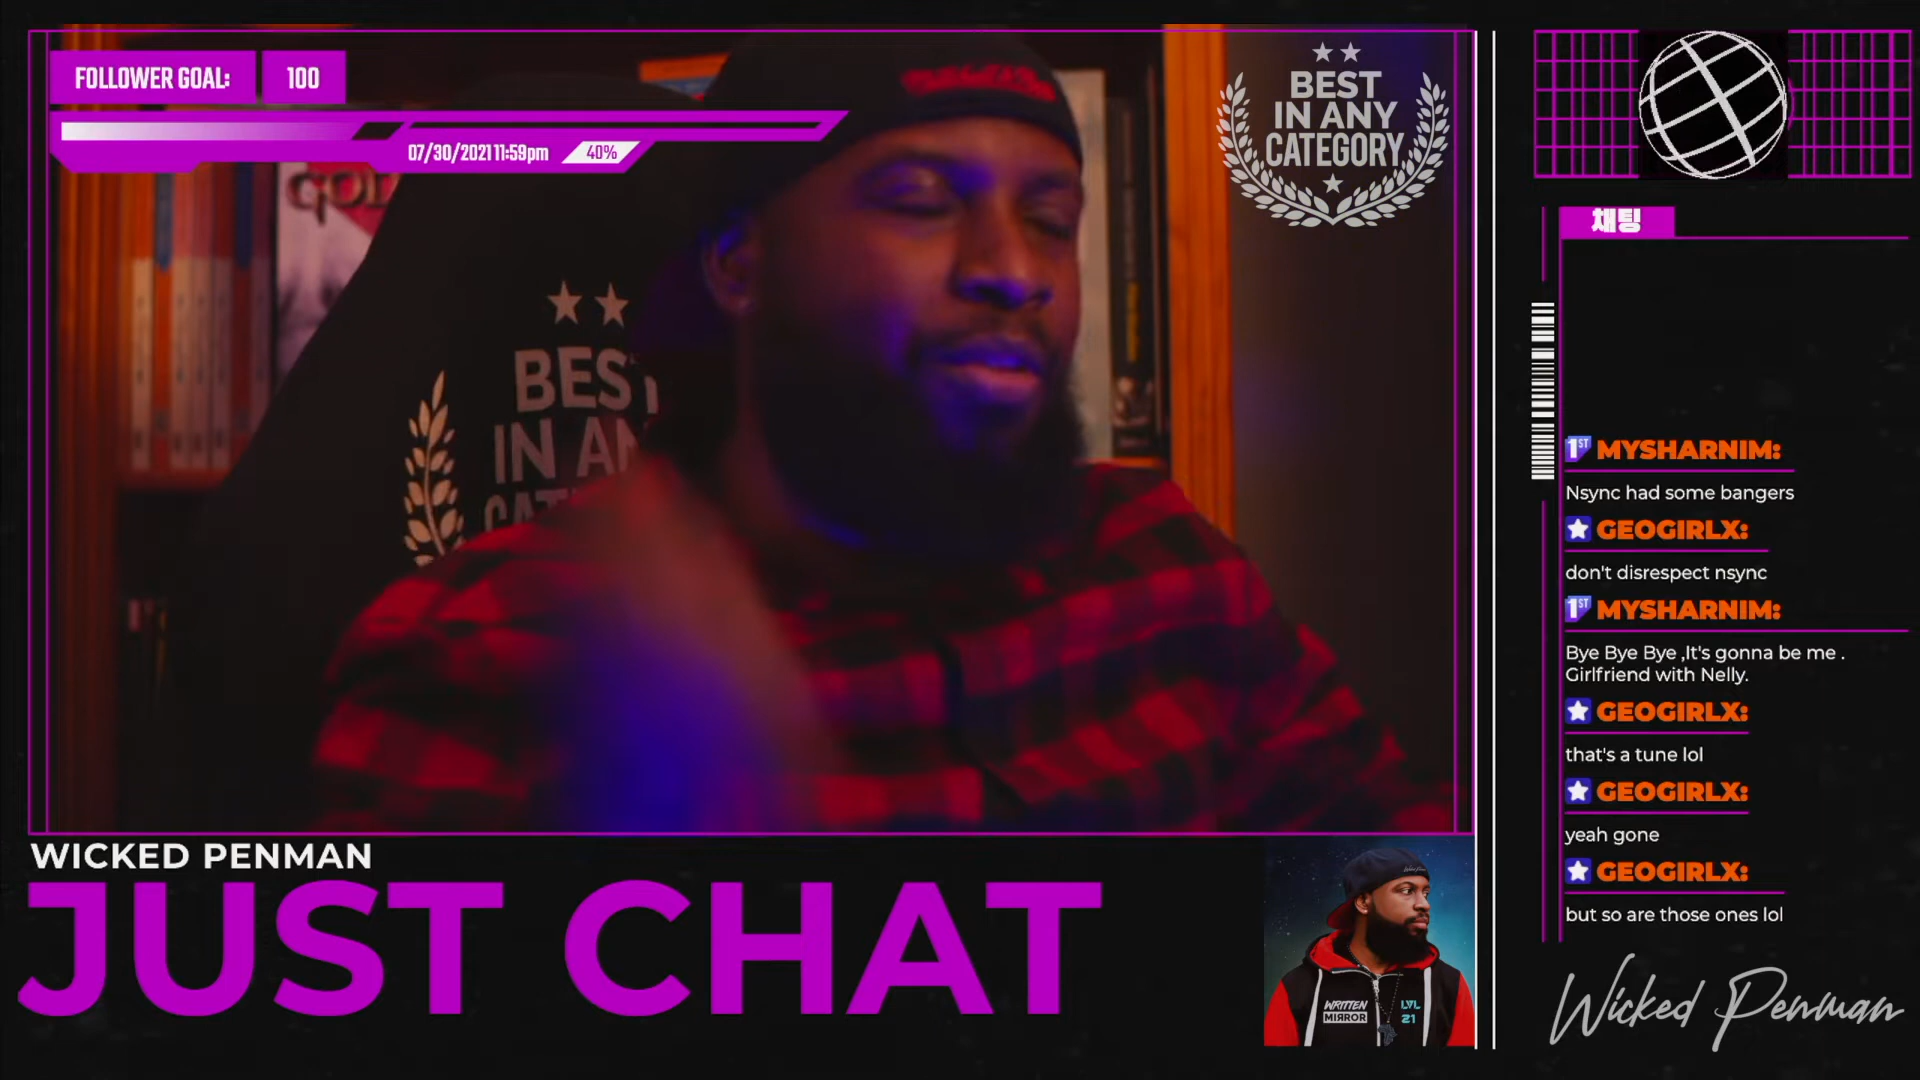 FOLLOWER GOAL:
100
07/30/2021 11:59pm
40%
BEST
IN ANY
CATEGORY
GOD
BEST
IN AN
CAT
채팅
1ST MYSHARNIM:
Nsync had some bangers
GEOGIRLX:
don't disrespect nsync
1ST MYSHARNIM:
Bye Bye Bye ,It's gonna be me .
Girlfriend with Nelly.
GEOGIRLX:
that's a tune lol
GEOGIRLX:
yeah gone
GEOGIRLX:
but so are those ones lol
WICKED PENMAN
JUST CHAT
WRITTEN
MIRROR
LVL
21
Wicked Penman